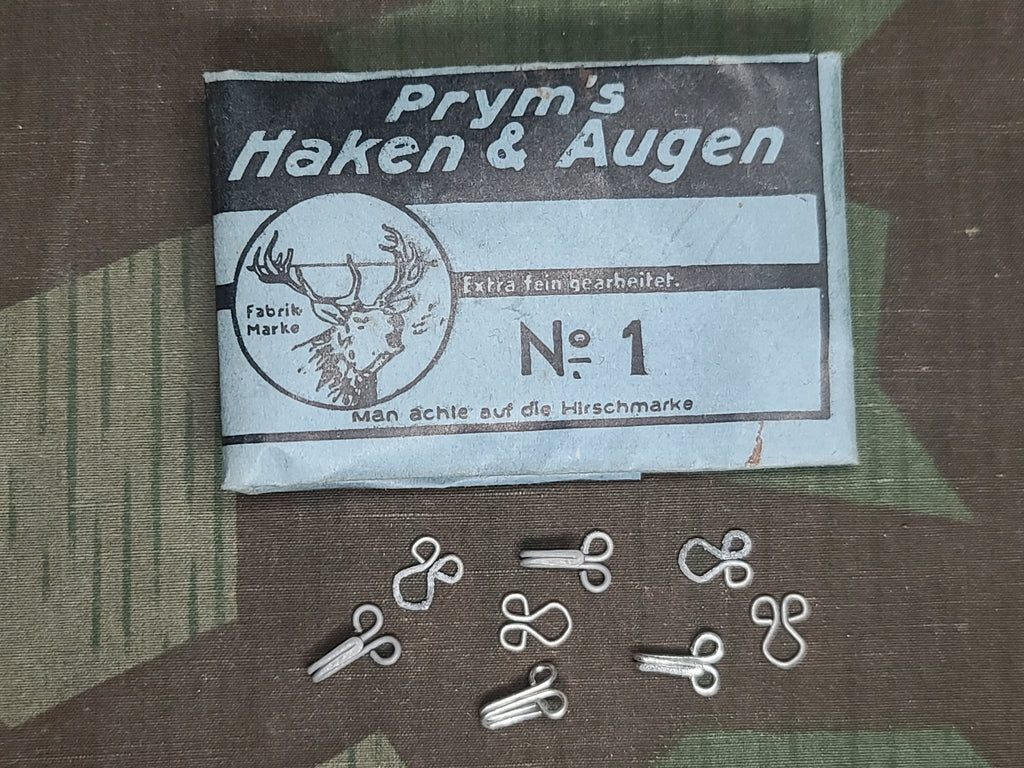 Prym's
Haken & Augen
Fabrik
Marke
Extra fein gearbeitet.
No. 1
Man achte auf die Hirschmarke